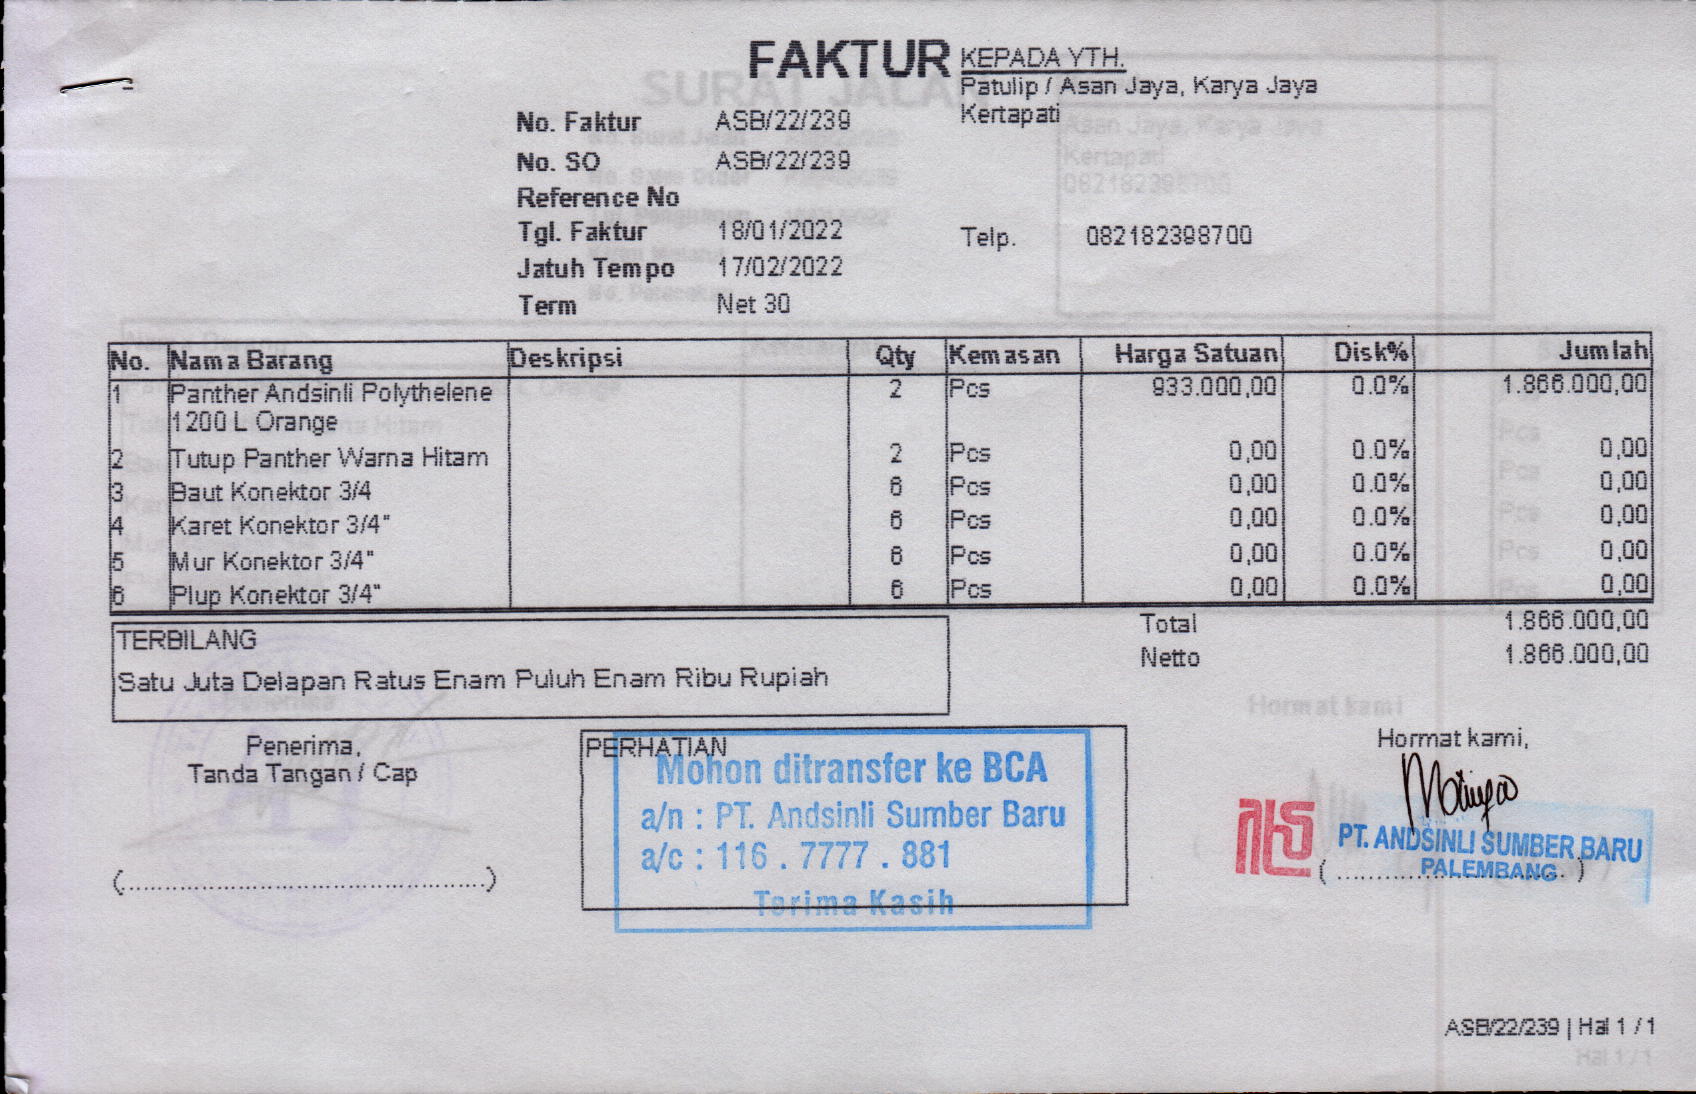 FAKTUR
KEPADA YTH.
Patulip / Asan Jaya, Karya Jaya
Kertapati
No. Faktur ASB/22/239
No. SO ASB/22/239
Reference No
Tgl. Faktur 18/01/2022
Telp. 082182398700
Jatuh Tempo 17/02/2022
Term Net 30
No. Nama Barang Deskripsi Qty Kemasan Harga Satuan Disk% Jumlah
1 Panther Andsinli Polythelene 2 Pcs 933.000,00 0.0% 1.866.000,00
1200 L Orange
2 Tutup Panther Warna Hitam 2 Pcs 0,00 0.0% 0,00
3 Baut Konektor 3/4 6 Pcs 0,00 0.0% 0,00
4 Karet Konektor 3/4" 6 Pcs 0,00 0.0% 0,00
5 Mur Konektor 3/4" 6 Pcs 0,00 0.0% 0,00
6 Plup Konektor 3/4" 6 Pcs 0,00 0.0% 0,00
Total 1.866.000,00
Netto 1.866.000,00
TERBILANG
Satu Juta Delapan Ratus Enam Puluh Enam Ribu Rupiah
Penerima,
Tanda Tangan / Cap
(................................................)
PERHATIAN
Mohon ditransfer ke BCA
a/n : PT. Andsinli Sumber Baru
a/c : 116 . 7777 . 881
Terima Kasih
Hormat kami,
PT. ANDSINLI SUMBER BARU
PALEMBANG
ASB/22/239 | Hal 1 / 1